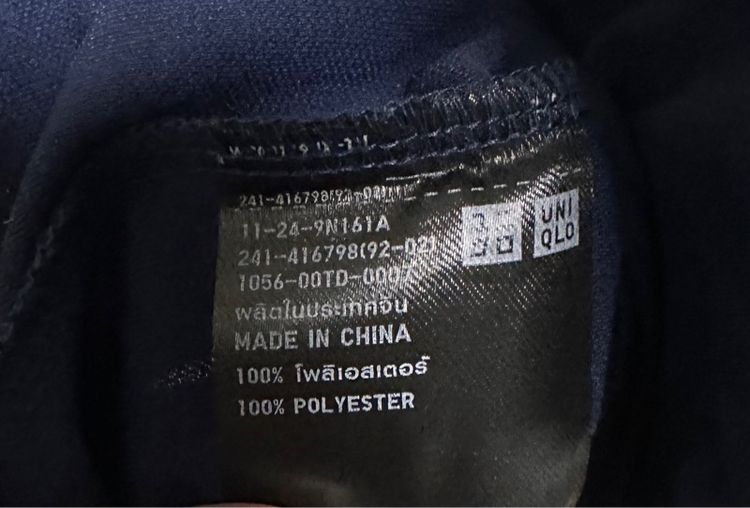 241-416798(92-02)
11-24-9N161A
241-416798(92-02)
1056-00TD-0007
ผลิตในประเทศจีน
MADE IN CHINA
100% โพลิเอสเตอร์
100% POLYESTER
UNI
QLO